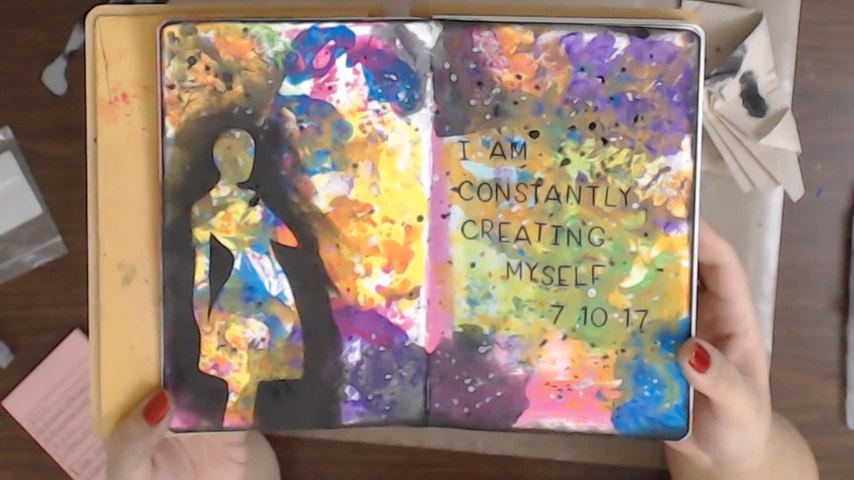 I AM
CONSTANTLY
CREATING
MYSELF
7.10.17